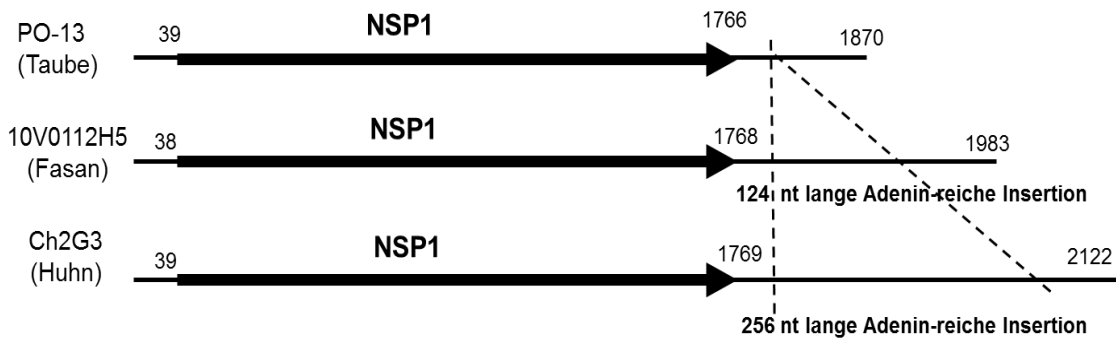 PO-13
(Taube)
39
NSP1
1766
1870
10V0112H5
(Fasan)
38
NSP1
1768
1983
124 nt lange Adenin-reiche Insertion
Ch2G3
(Huhn)
39
NSP1
1769
2122
256 nt lange Adenin-reiche Insertion